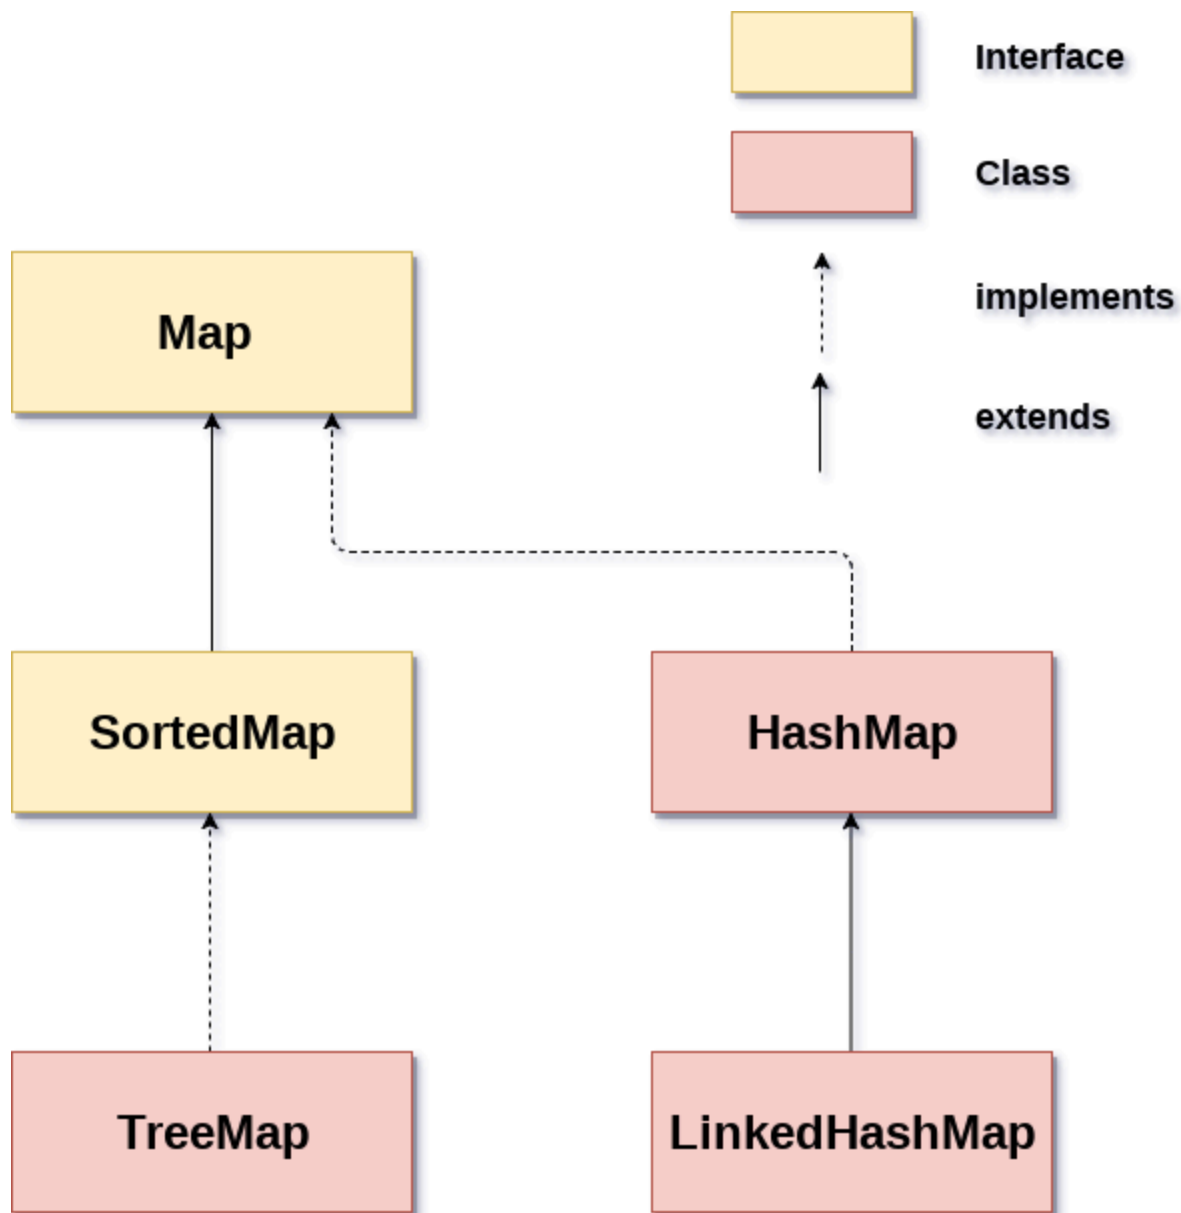 Interface
Class
implements
extends
Map
SortedMap
HashMap
TreeMap
LinkedHashMap